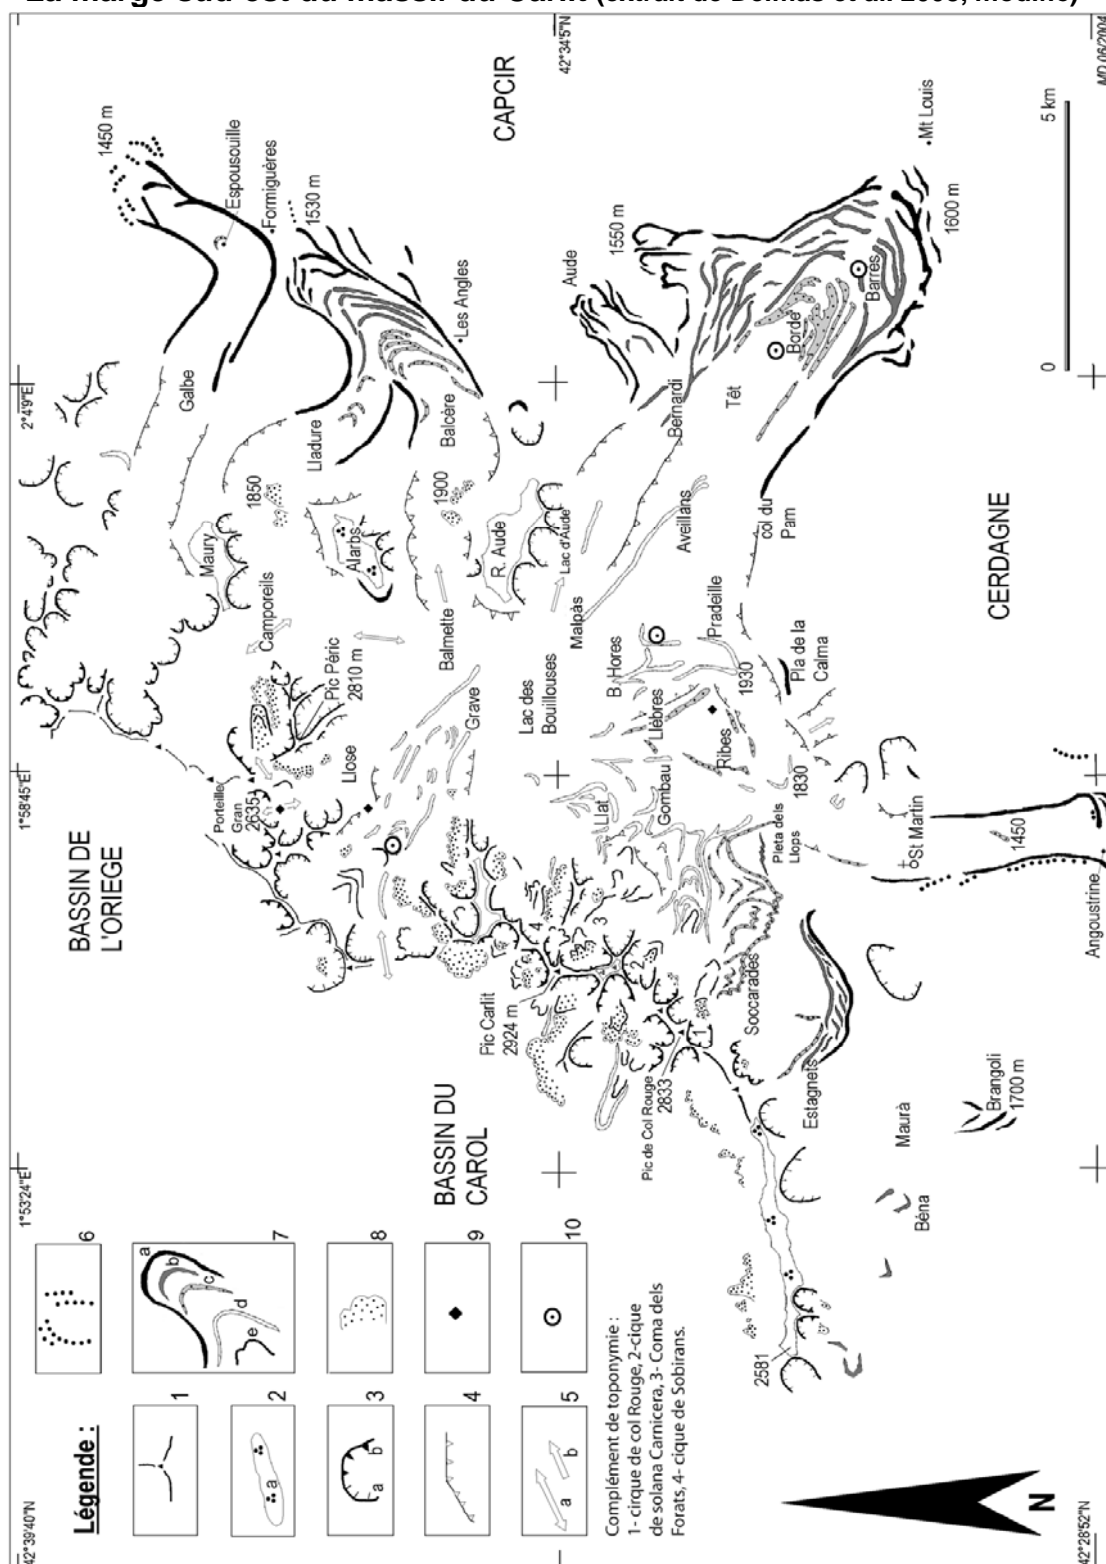 La marge sud-est du massif du Carlit (extrait de Delmas et al. 2008, modifié)
42°39'40"N
42°34'5"N
42°28'52"N
2°4'9"E
1°58'45"E
1°53'24"E
MD 06/2004
BASSIN DE
L'ORIEGE
BASSIN DU
CAROL
CAPCIR
CERDAGNE
1450 m
Espousouille
Formiguères
1530 m
Galbe
Lladure
Les Angles
Balcère
Aude
1550 m
Mt Louis
1600 m
Barrès
Borde
Bernardi
Têt
0
5 km
Maury
1850
Alarbs
1900
R. Aude
Lac d'Aude
Aveillans
col du
Pam
Camporeils
Pic Péric
2810 m
Balmette
Malpàs
Grave
Lac des
Bouillouses
B. Hores
Pradeille
1930
Pla de la
Calma
Porteille
Gran
2635
Llose
Llat
Llèbres
Gombau
Ribes
1830
Pleta dels
Llops
St Martin
1450
Angoustrine
Pic Carlit
2924 m
5
4
3
2
1
Soccarades
Pic de Col Rouge
2833
Estagnets
Maurà
Brangoli
1700 m
Béna
2581
Légende :
1
2
a
3
a
b
4
5
a
b
6
7
a
b
c
d
e
8
9
10
Complément de toponymie :
1- cirque de col Rouge, 2-cique
de solana Carnicera, 3- Coma dels
Forats, 4- cique de Sobirans.
N